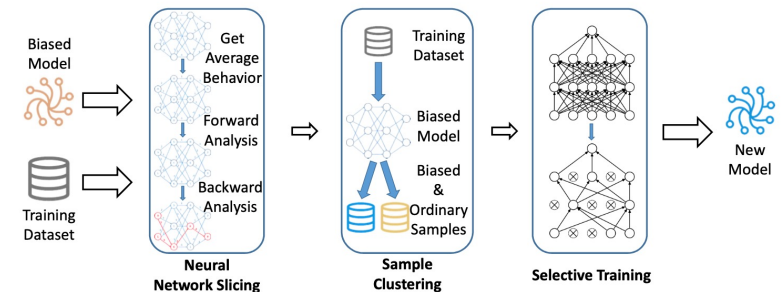 Biased
Model
Training
Dataset
Get
Average
Behavior
Forward
Analysis
Backward
Analysis
Neural
Network Slicing
Training
Dataset
Biased
Model
Biased
&
Ordinary
Samples
Sample
Clustering
Selective Training
New
Model